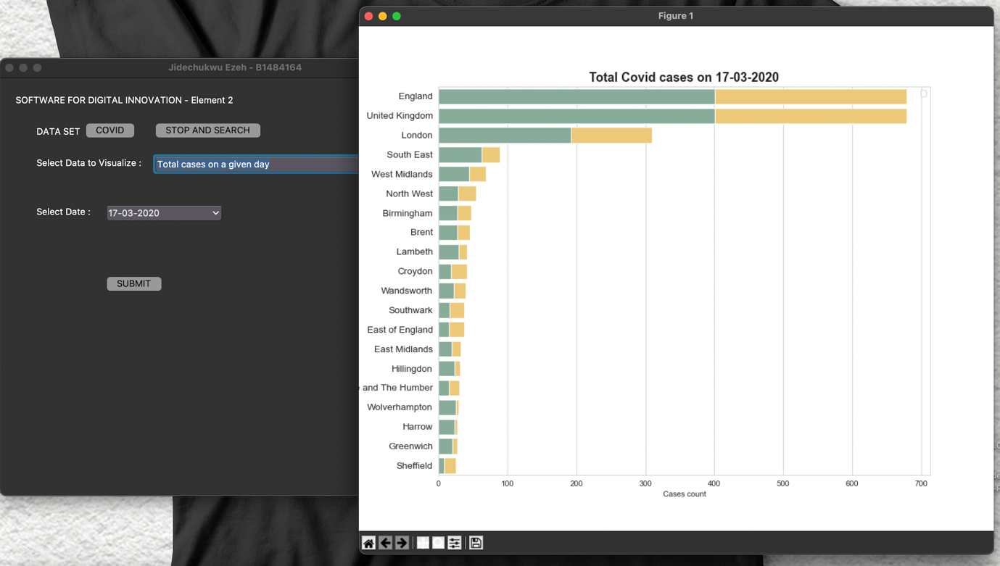 Figure 1
Jidechukwu Ezeh - B1484164
SOFTWARE FOR DIGITAL INNOVATION - Element 2
DATA SET COVID STOP AND SEARCH
Select Data to Visualize : Total cases on a given day
Select Date : 17-03-2020
SUBMIT
Total Covid cases on 17-03-2020
England
United Kingdom
London
South East
West Midlands
North West
Birmingham
Brent
Lambeth
Croydon
Wandsworth
Southwark
East of England
East Midlands
Hillingdon
and The Humber
Wolverhampton
Harrow
Greenwich
Sheffield
0 100 200 300 400 500 600 700
Cases count